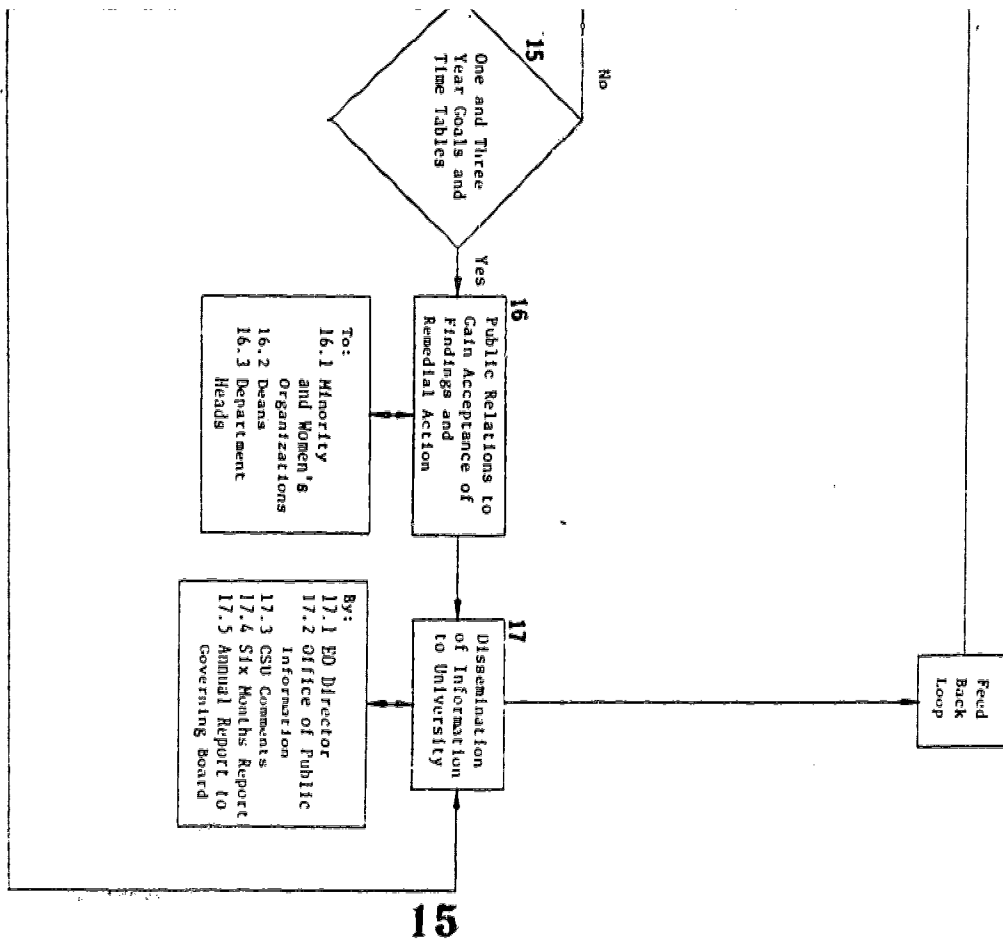 15
One and Three
Year Goals and
Time Tables
No
Yes
16
Public Relations to
Gain Acceptance of
Findings and
Remedial Action
To:
16.1 Minority
and Women's
Organizations
16.2 Deans
16.3 Department
Heads
17
Dissemination
of Information
to University
By:
17.1 EO Director
17.2 Office of Public
Information
17.3 CSU Comments
17.4 Six Months Report
17.5 Annual Report to
Governing Board
Feed
Back
Loop
15